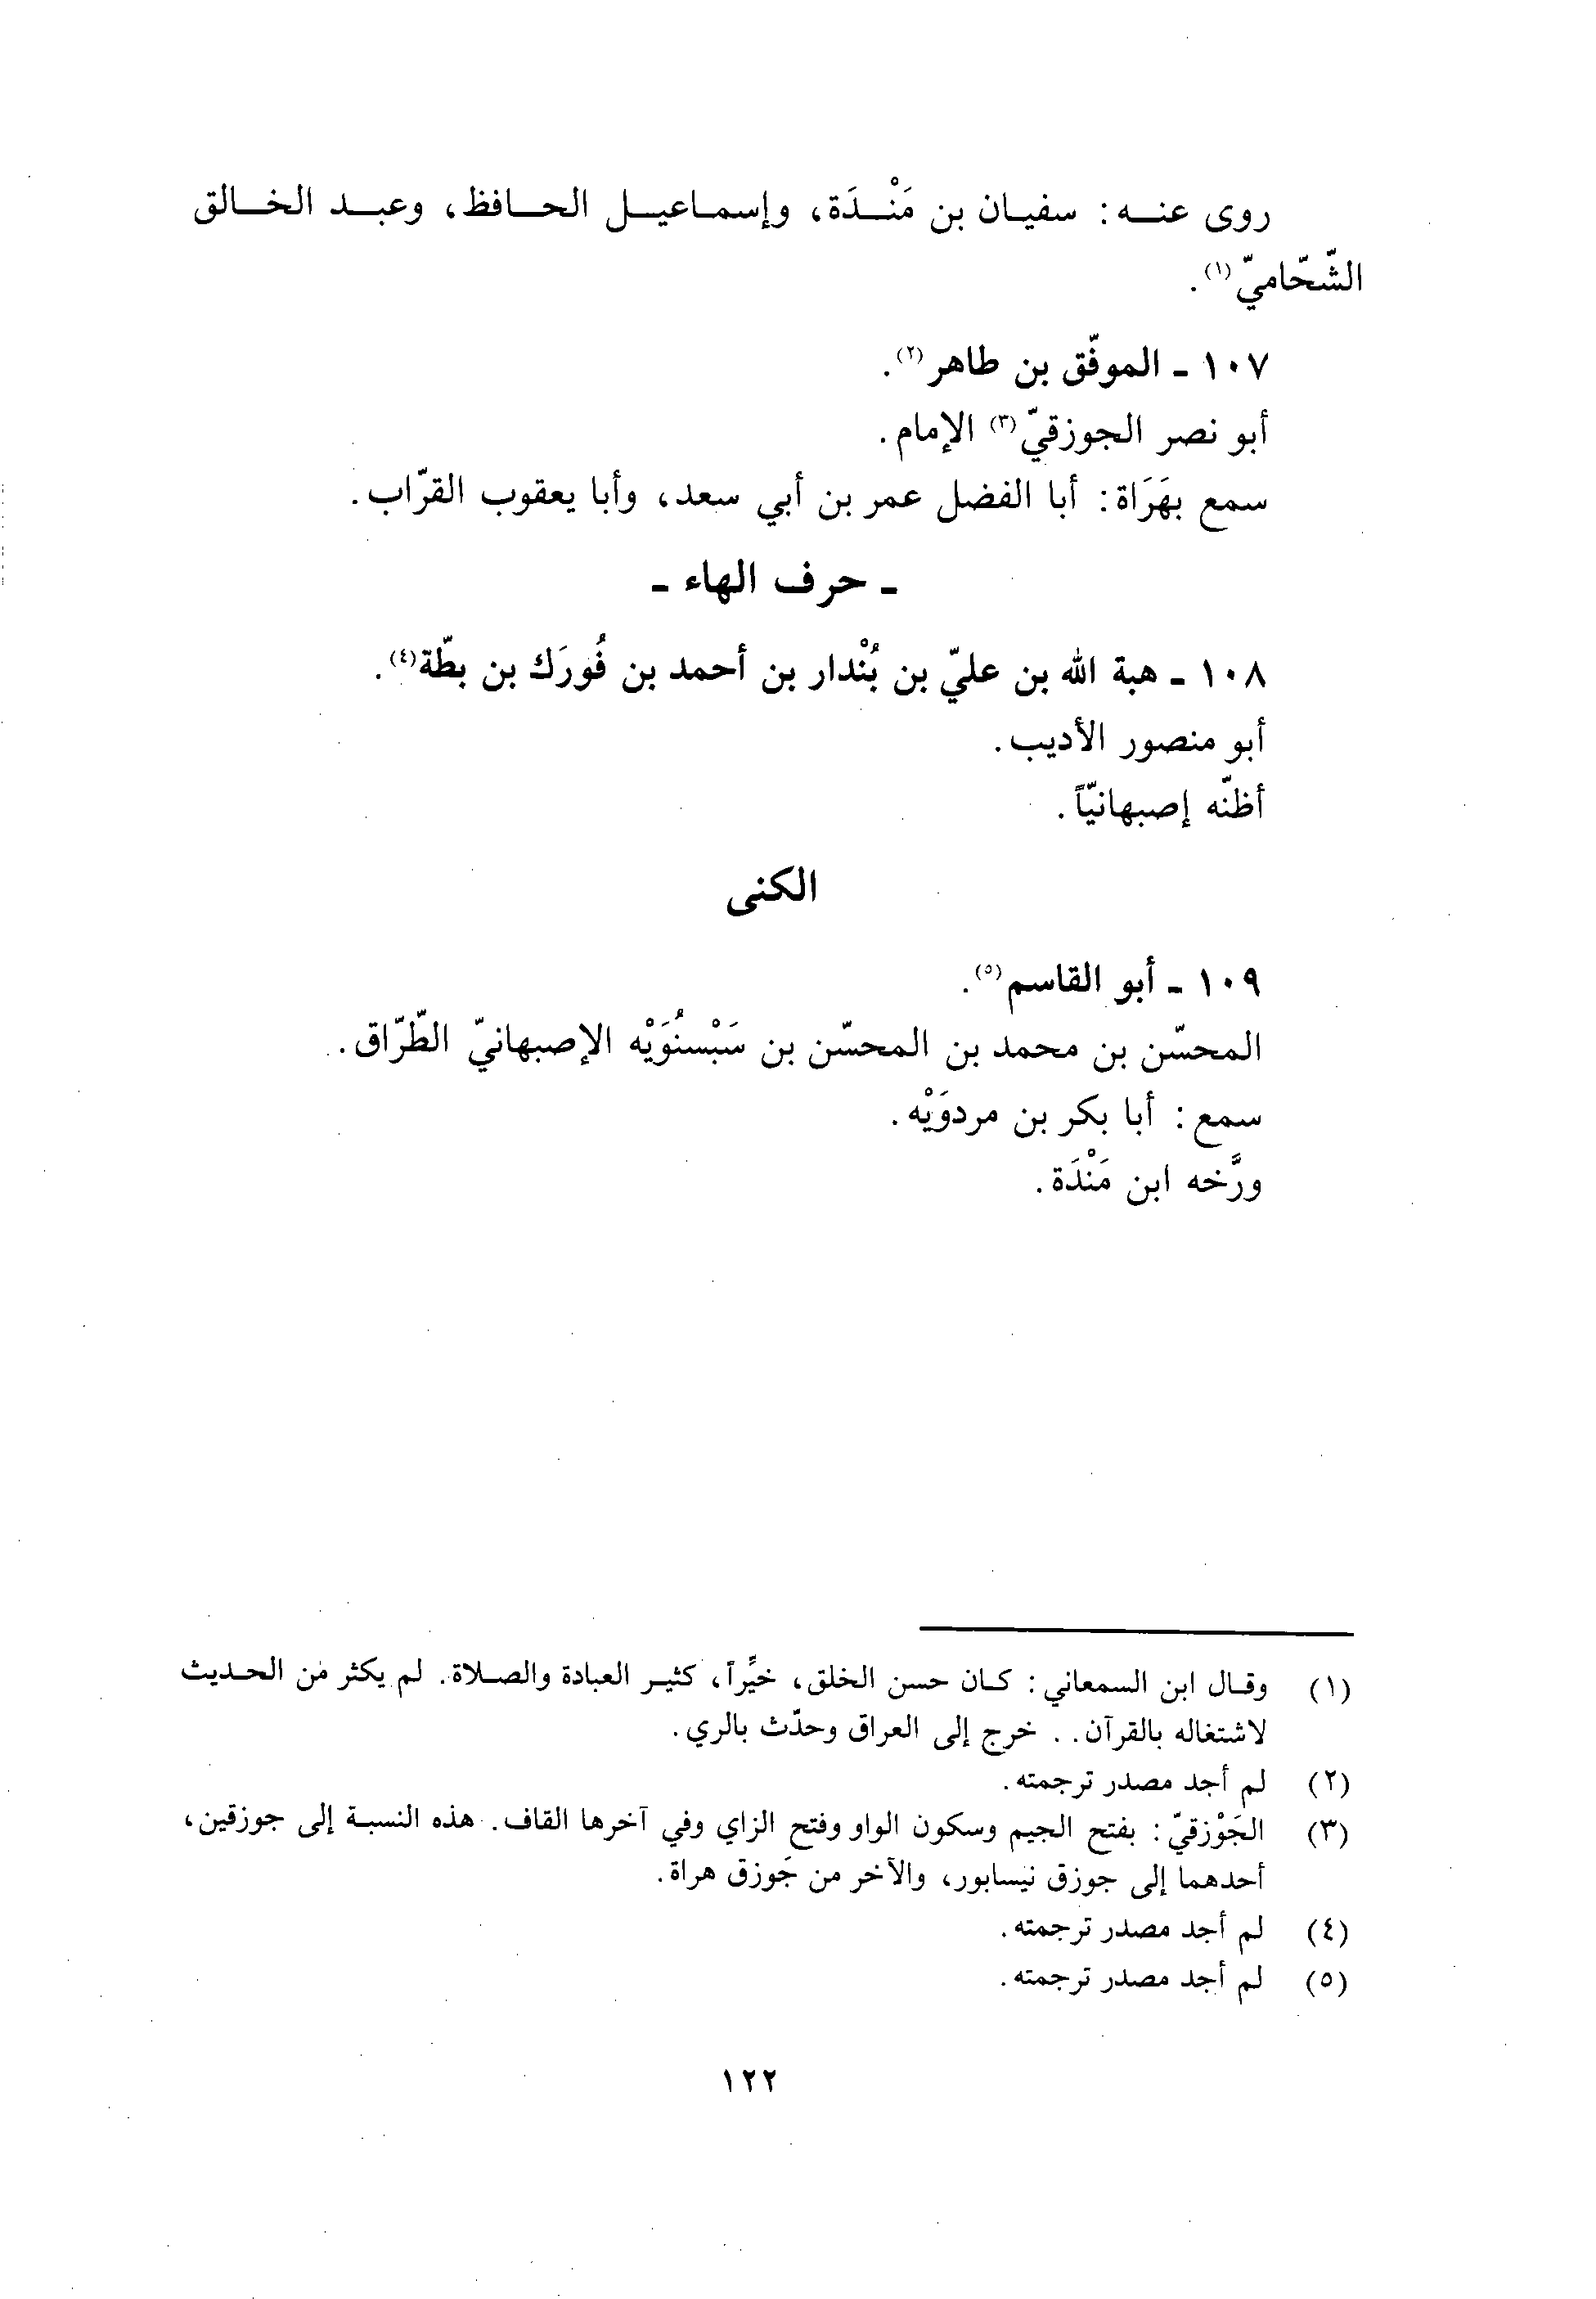 روى عنه: سفيان بن مَنْدَة، وإسماعيل الحافظ، وعبد الخالق
الشّحّاميّ(١).
١٠٧ - الموفّق بن طاهر(٢).
أبو نصر الجوزقيّ(٣) الإمام.
سمع بهَرَاة: أبا الفضل عمر بن أبي سعد، وأبا يعقوب القرّاب.
- حرف الهاء -
١٠٨ - هبة الله بن عليّ بن بُنْدار بن أحمد بن فُورَك بن بطّة(٤).
أبو منصور الأديب.
أظنّه إصبهانيّاً.
الكنى
١٠٩ - أبو القاسم(٥).
المحسّن بن محمد بن المحسّن بن سَبْسنُوَيْه الإصبهانيّ الطّرّاق.
سمع: أبا بكر بن مردوَيْه.
ورَّخه ابن مَنْدَة.
(١) وقال ابن السمعاني: كان حسن الخلق، خيِّراً، كثير العبادة والصلاة. لم يكثر من الحديث
لاشتغاله بالقرآن.. خرج إلى العراق وحدّث بالري.
(٢) لم أجد مصدر ترجمته.
(٣) الجَوْزقيّ: بفتح الجيم وسكون الواو وفتح الزاي وفي آخرها القاف. هذه النسبة إلى جوزقين،
أحدهما إلى جوزق نيسابور، والآخر من جَوزق هراة.
(٤) لم أجد مصدر ترجمته.
(٥) لم أجد مصدر ترجمته.
١٢٢